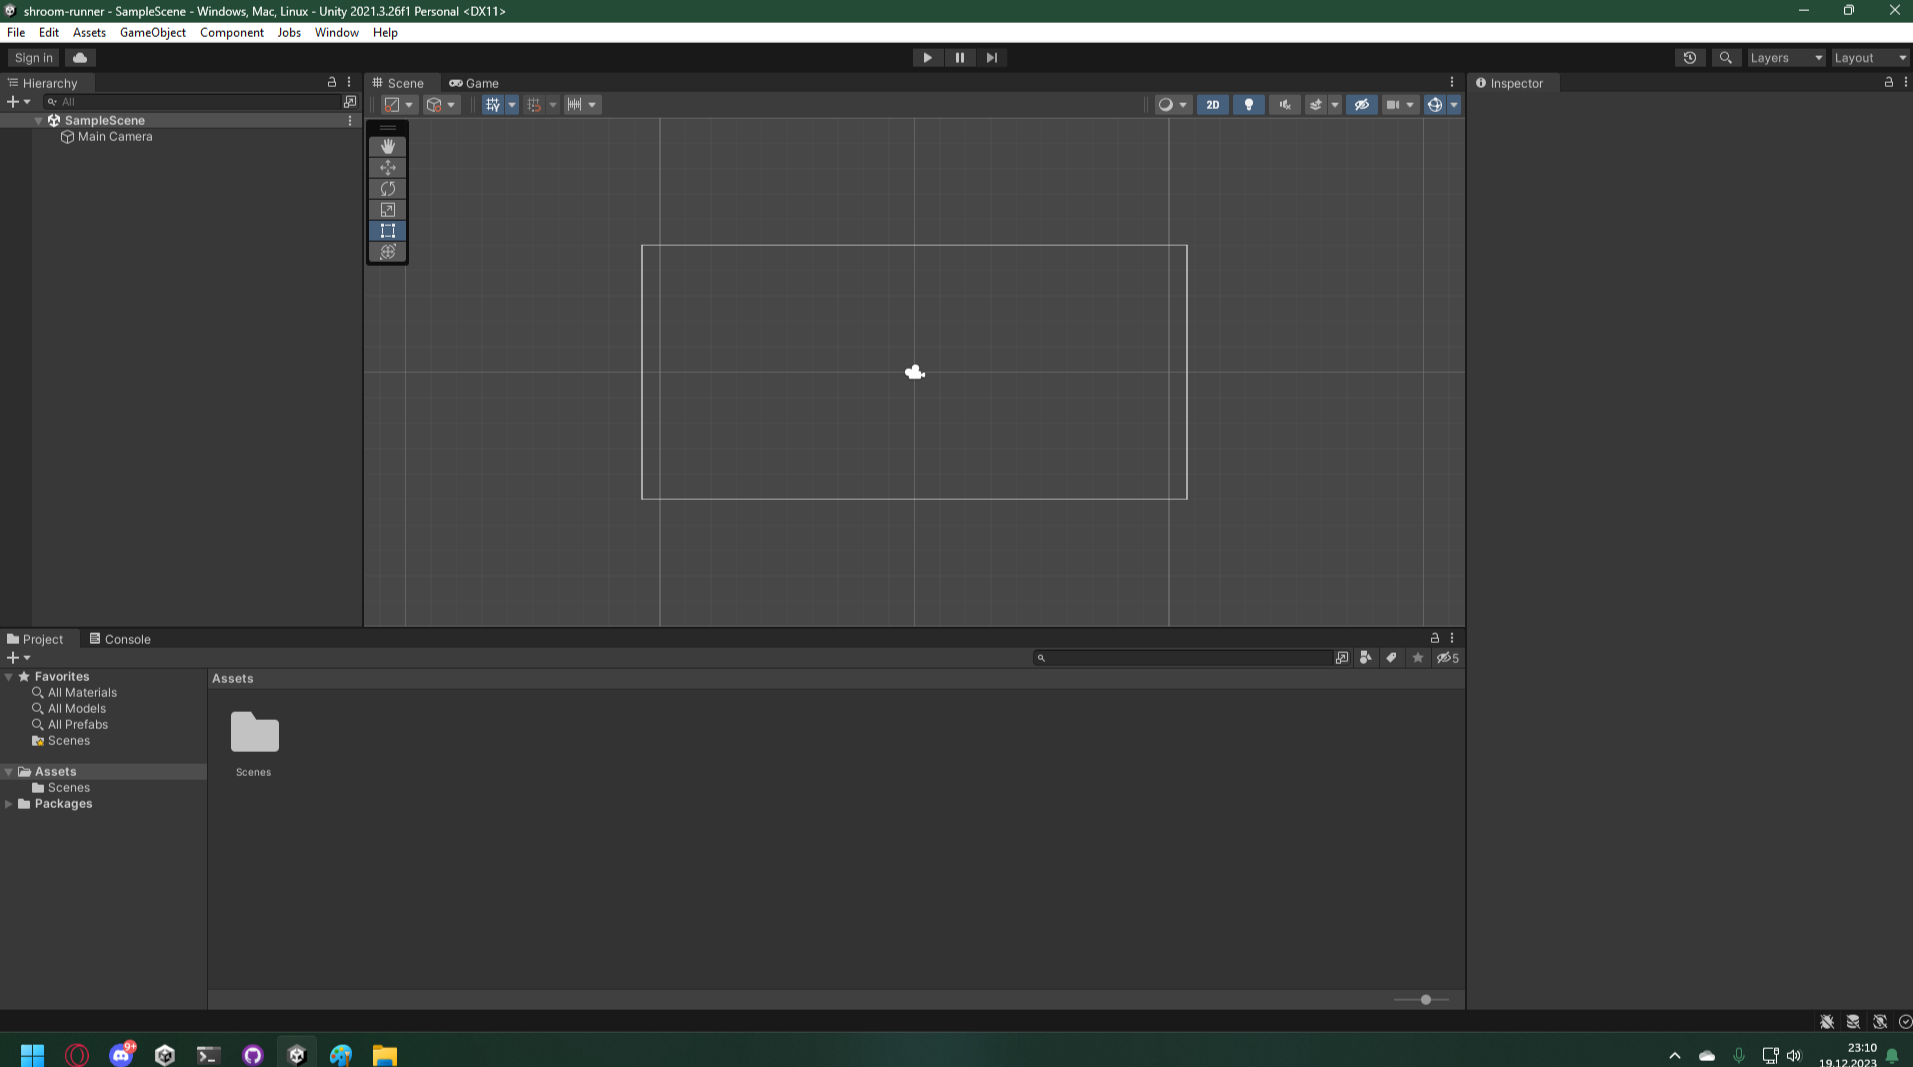 shroom-runner - SampleScene - Windows, Mac, Linux - Unity 2021.3.26f1 Personal <DX11>
File Edit Assets GameObject Component Jobs Window Help
Sign in
Layers
Layout
Hierarchy
Scene
Game
Inspector
All
2D
SampleScene
Main Camera
Project
Console
5
Favorites
All Materials
All Models
All Prefabs
Scenes
Assets
Scenes
Packages
Assets
Scenes
9+
23:10
19.12.2023